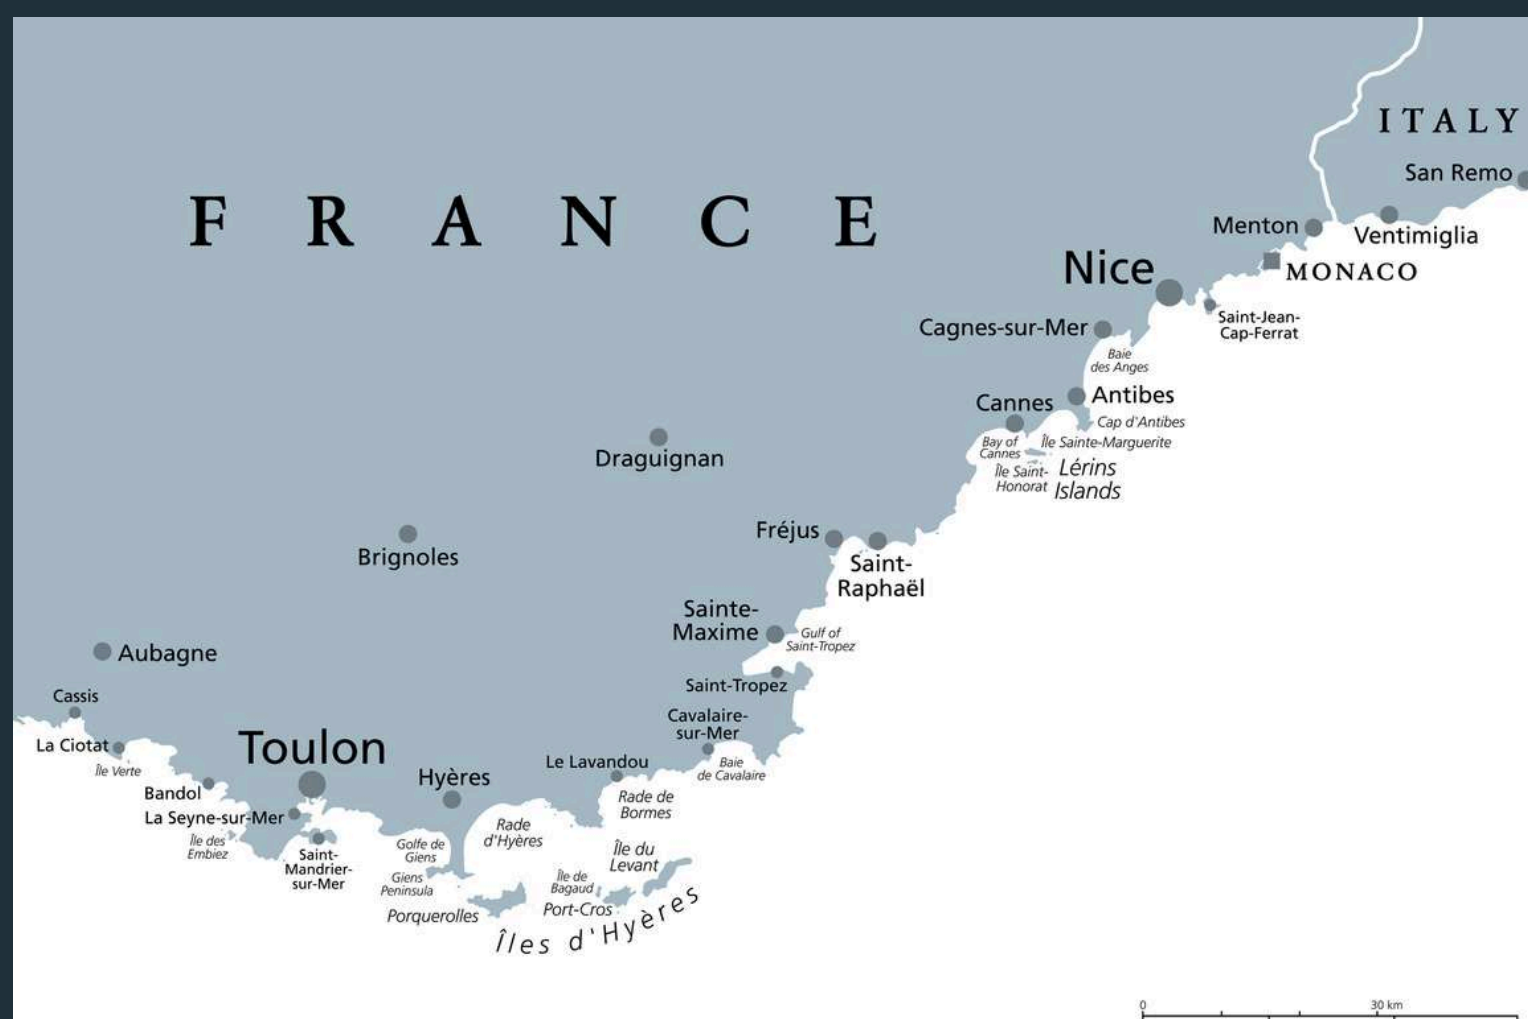 ITALY
San Remo
FRANCE
Menton
Ventimiglia
Nice
MONACO
Saint-Jean-
Cap-Ferrat
Cagnes-sur-Mer
Baie
des Anges
Cannes
Antibes
Cap d'Antibes
Bay of
Cannes
Île Sainte-Marguerite
Île Saint-
Honorat
Lérins
Islands
Draguignan
Brignoles
Fréjus
Saint-
Raphaël
Sainte-
Maxime
Gulf of
Saint-Tropez
Aubagne
Saint-Tropez
Cassis
Cavalaire-
sur-Mer
La Ciotat
Toulon
Île Verte
Hyères
Le Lavandou
Baie
de Cavalaire
Bandol
Rade de
Bormes
La Seyne-sur-Mer
Île des
Embiez
Saint-
Mandrier-
sur-Mer
Golfe de
Giens
Rade
d'Hyères
Île du
Levant
Giens
Peninsula
Île de
Bagaud
Porquerolles
Port-Cros
Îles d'Hyères
0 30 km